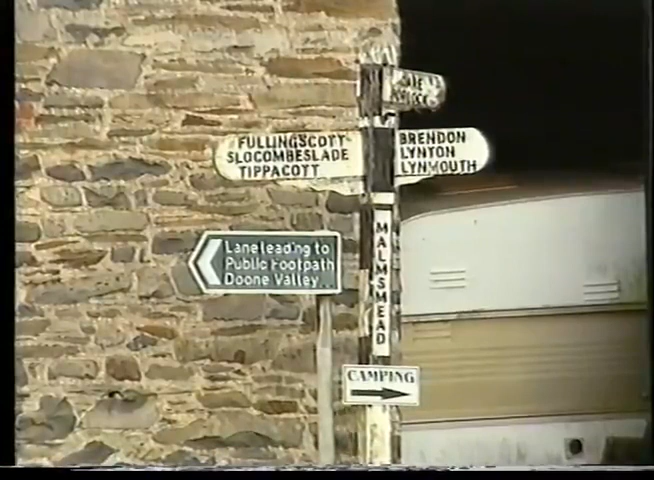 FULLINGSCOTT
SLOCOMBESLADE
TIPPACOTT
BRENDON
LYNTON
LYNMOUTH
Lane leading to
Public Footpath
Doone Valley
MALMSMEAD
CAMPING